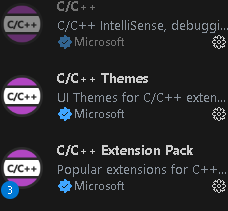 C/C++
C/C++
C/C++ IntelliSense, debuggi...
Microsoft
C/C++ Themes
C/C++
UI Themes for C/C++ exten...
Microsoft
C/C++ Extension Pack
C/C++
Popular extensions for C++...
3
Microsoft